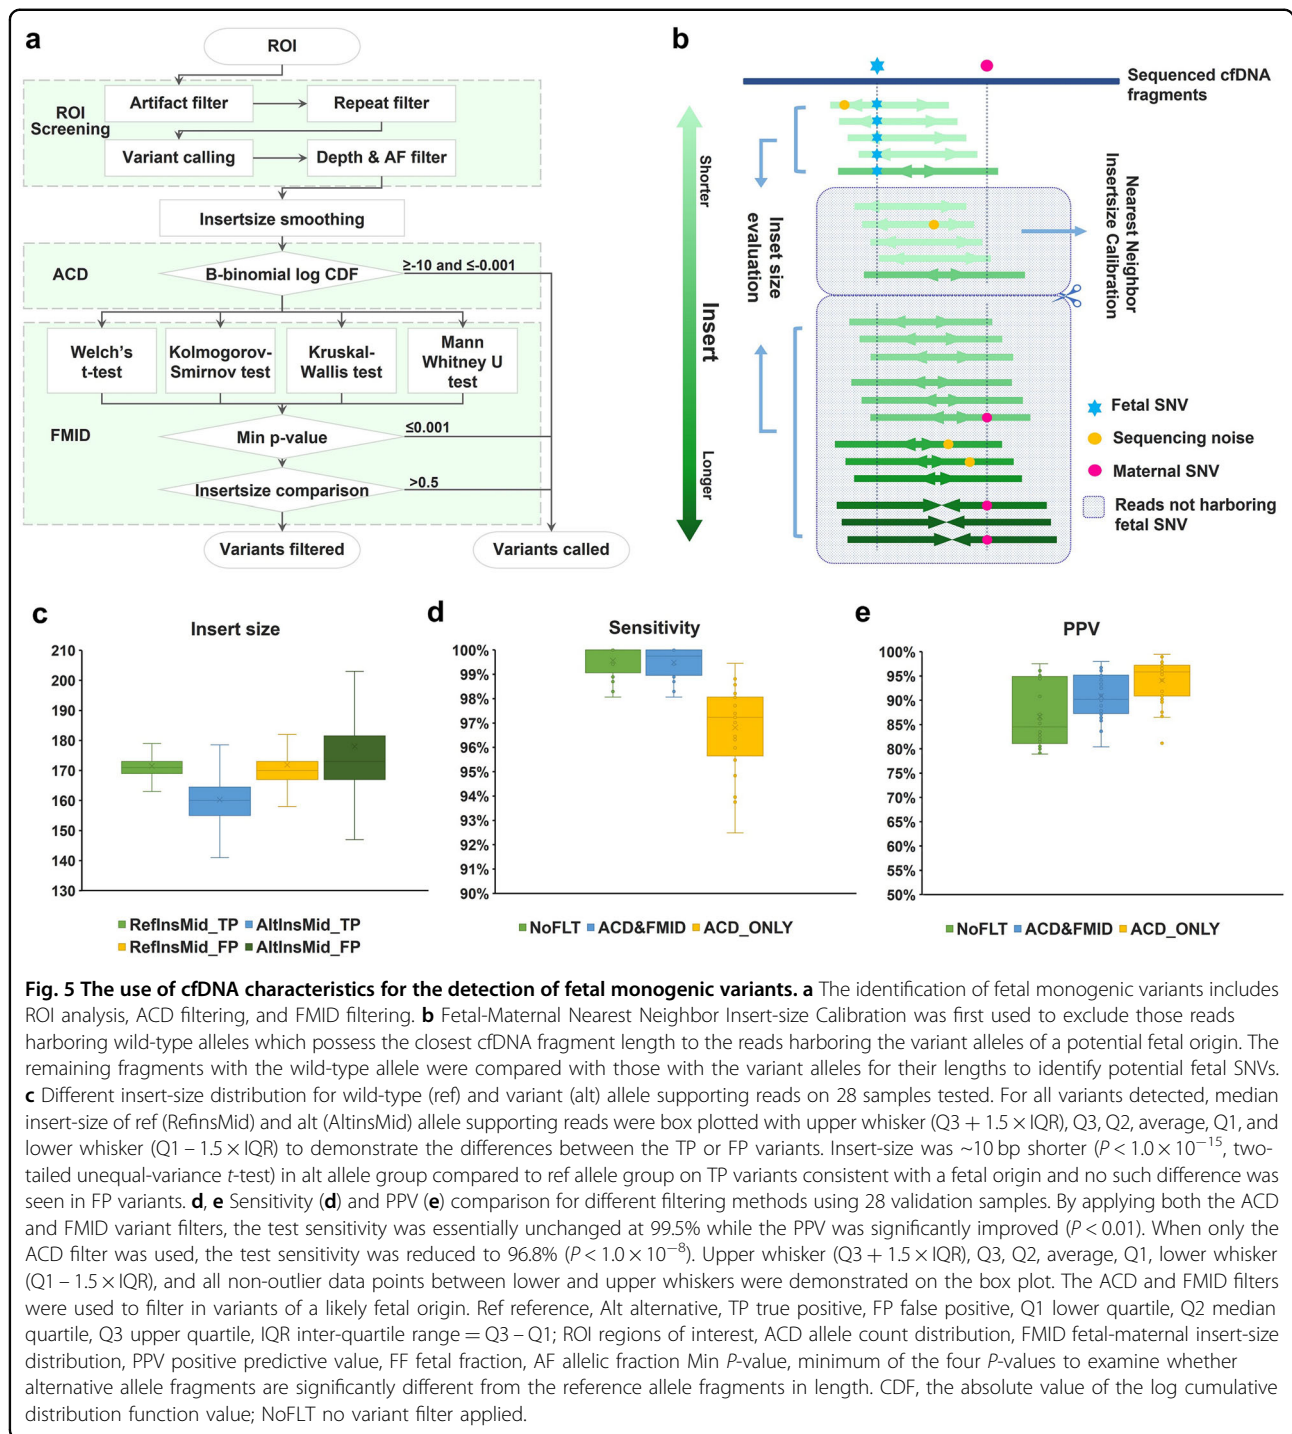 a
ROI
ROI
Screening
Artifact filter
Repeat filter
Variant calling
Depth & AF filter
Insertsize smoothing
ACD
B-binomial log CDF
≥-10 and ≤-0.001
FMID
Welch's
t-test
Kolmogorov-
Smirnov test
Kruskal-
Wallis test
Mann
Whitney U
test
Min p-value
≤0.001
Insertsize comparison
>0.5
Variants filtered
Variants called
b
Sequenced cfDNA
fragments
Shorter
Insert
Longer
Inset size
evaluation
Nearest Neighbor
Insertsize Calibration
Fetal SNV
Sequencing noise
Maternal SNV
Reads not harboring
fetal SNV
c
Insert size
210
200
190
180
170
160
150
140
130
RefInsMid_TP
AltInsMid_TP
RefInsMid_FP
AltInsMid_FP
d
Sensitivity
100%
99%
98%
97%
96%
95%
94%
93%
92%
91%
90%
NoFLT
ACD&FMID
ACD_ONLY
e
PPV
100%
95%
90%
85%
80%
75%
70%
65%
60%
55%
50%
NoFLT
ACD&FMID
ACD_ONLY
Fig. 5 The use of cfDNA characteristics for the detection of fetal monogenic variants. a The identification of fetal monogenic variants includes
ROI analysis, ACD filtering, and FMID filtering. b Fetal-Maternal Nearest Neighbor Insert-size Calibration was first used to exclude those reads
harboring wild-type alleles which possess the closest cfDNA fragment length to the reads harboring the variant alleles of a potential fetal origin. The
remaining fragments with the wild-type allele were compared with those with the variant alleles for their lengths to identify potential fetal SNVs.
c Different insert-size distribution for wild-type (ref) and variant (alt) allele supporting reads on 28 samples tested. For all variants detected, median
insert-size of ref (RefinsMid) and alt (AltinsMid) allele supporting reads were box plotted with upper whisker (Q3 + 1.5 × IQR), Q3, Q2, average, Q1, and
lower whisker (Q1 – 1.5 × IQR) to demonstrate the differences between the TP or FP variants. Insert-size was ~10 bp shorter (P < 1.0 × 10⁻¹⁵, two-
tailed unequal-variance t-test) in alt allele group compared to ref allele group on TP variants consistent with a fetal origin and no such difference was
seen in FP variants. d, e Sensitivity (d) and PPV (e) comparison for different filtering methods using 28 validation samples. By applying both the ACD
and FMID variant filters, the test sensitivity was essentially unchanged at 99.5% while the PPV was significantly improved (P < 0.01). When only the
ACD filter was used, the test sensitivity was reduced to 96.8% (P < 1.0 × 10⁻⁸). Upper whisker (Q3 + 1.5 × IQR), Q3, Q2, average, Q1, lower whisker
(Q1 – 1.5 × IQR), and all non-outlier data points between lower and upper whiskers were demonstrated on the box plot. The ACD and FMID filters
were used to filter in variants of a likely fetal origin. Ref reference, Alt alternative, TP true positive, FP false positive, Q1 lower quartile, Q2 median
quartile, Q3 upper quartile, IQR inter-quartile range = Q3 – Q1; ROI regions of interest, ACD allele count distribution, FMID fetal-maternal insert-size
distribution, PPV positive predictive value, FF fetal fraction, AF allelic fraction Min P-value, minimum of the four P-values to examine whether
alternative allele fragments are significantly different from the reference allele fragments in length. CDF, the absolute value of the log cumulative
distribution function value; NoFLT no variant filter applied.